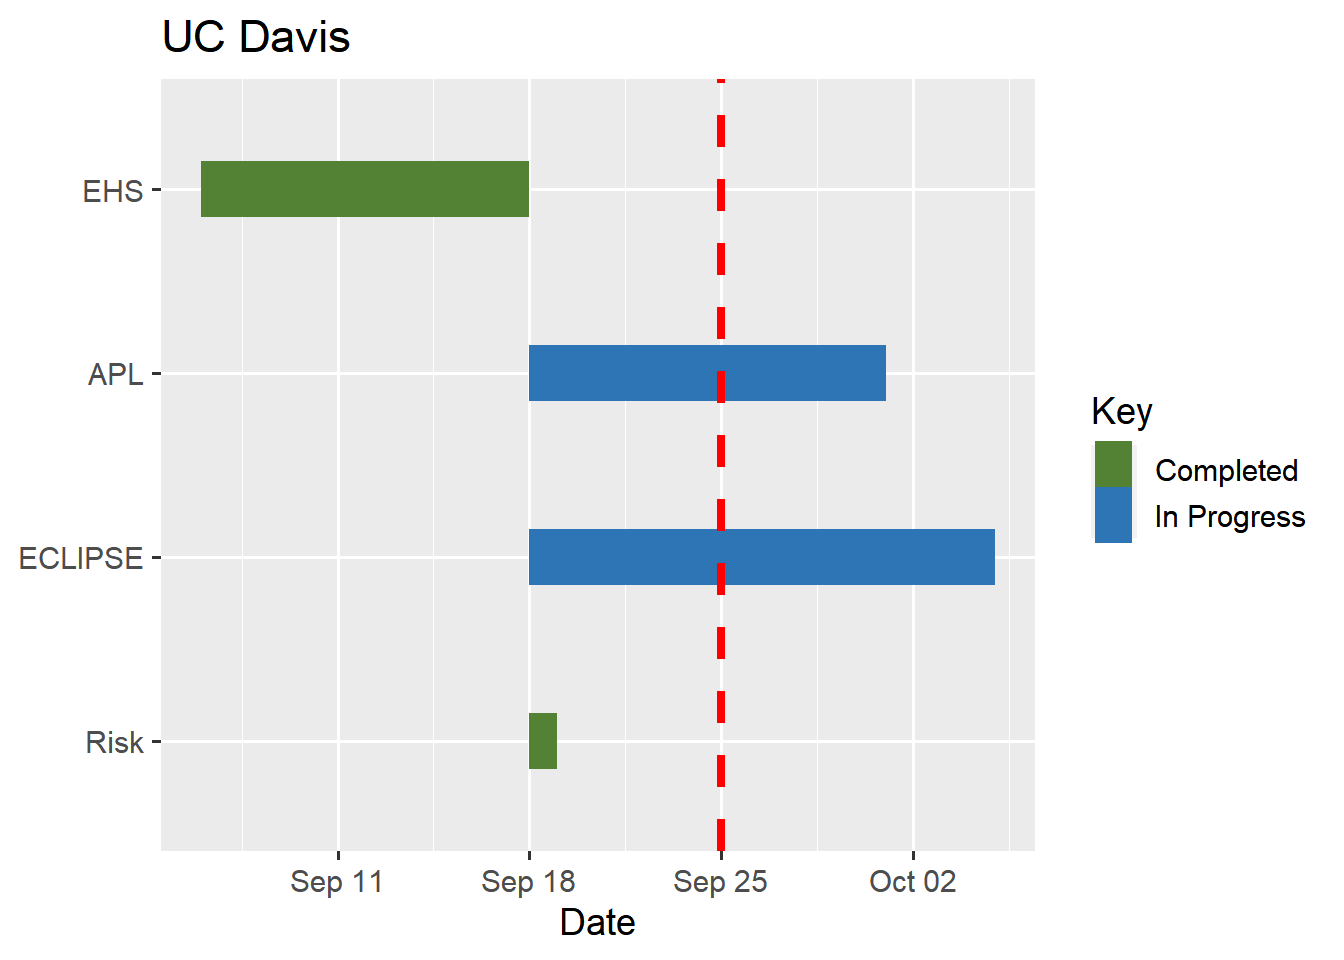 UC Davis
EHS
APL
ECLIPSE
Risk
Sep 11
Sep 18
Sep 25
Oct 02
Date
Key
Completed
In Progress